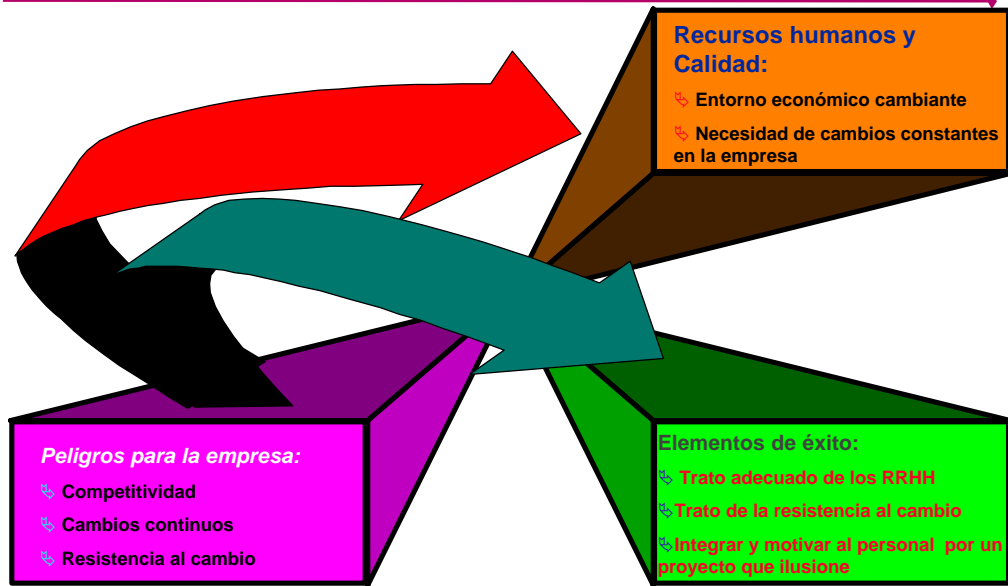 Recursos humanos y
Calidad:
Entorno económico cambiante
Necesidad de cambios constantes
en la empresa
Peligros para la empresa:
Competitividad
Cambios continuos
Resistencia al cambio
Elementos de éxito:
Trato adecuado de los RRHH
Trato de la resistencia al cambio
Integrar y motivar al personal por un
proyecto que ilusione